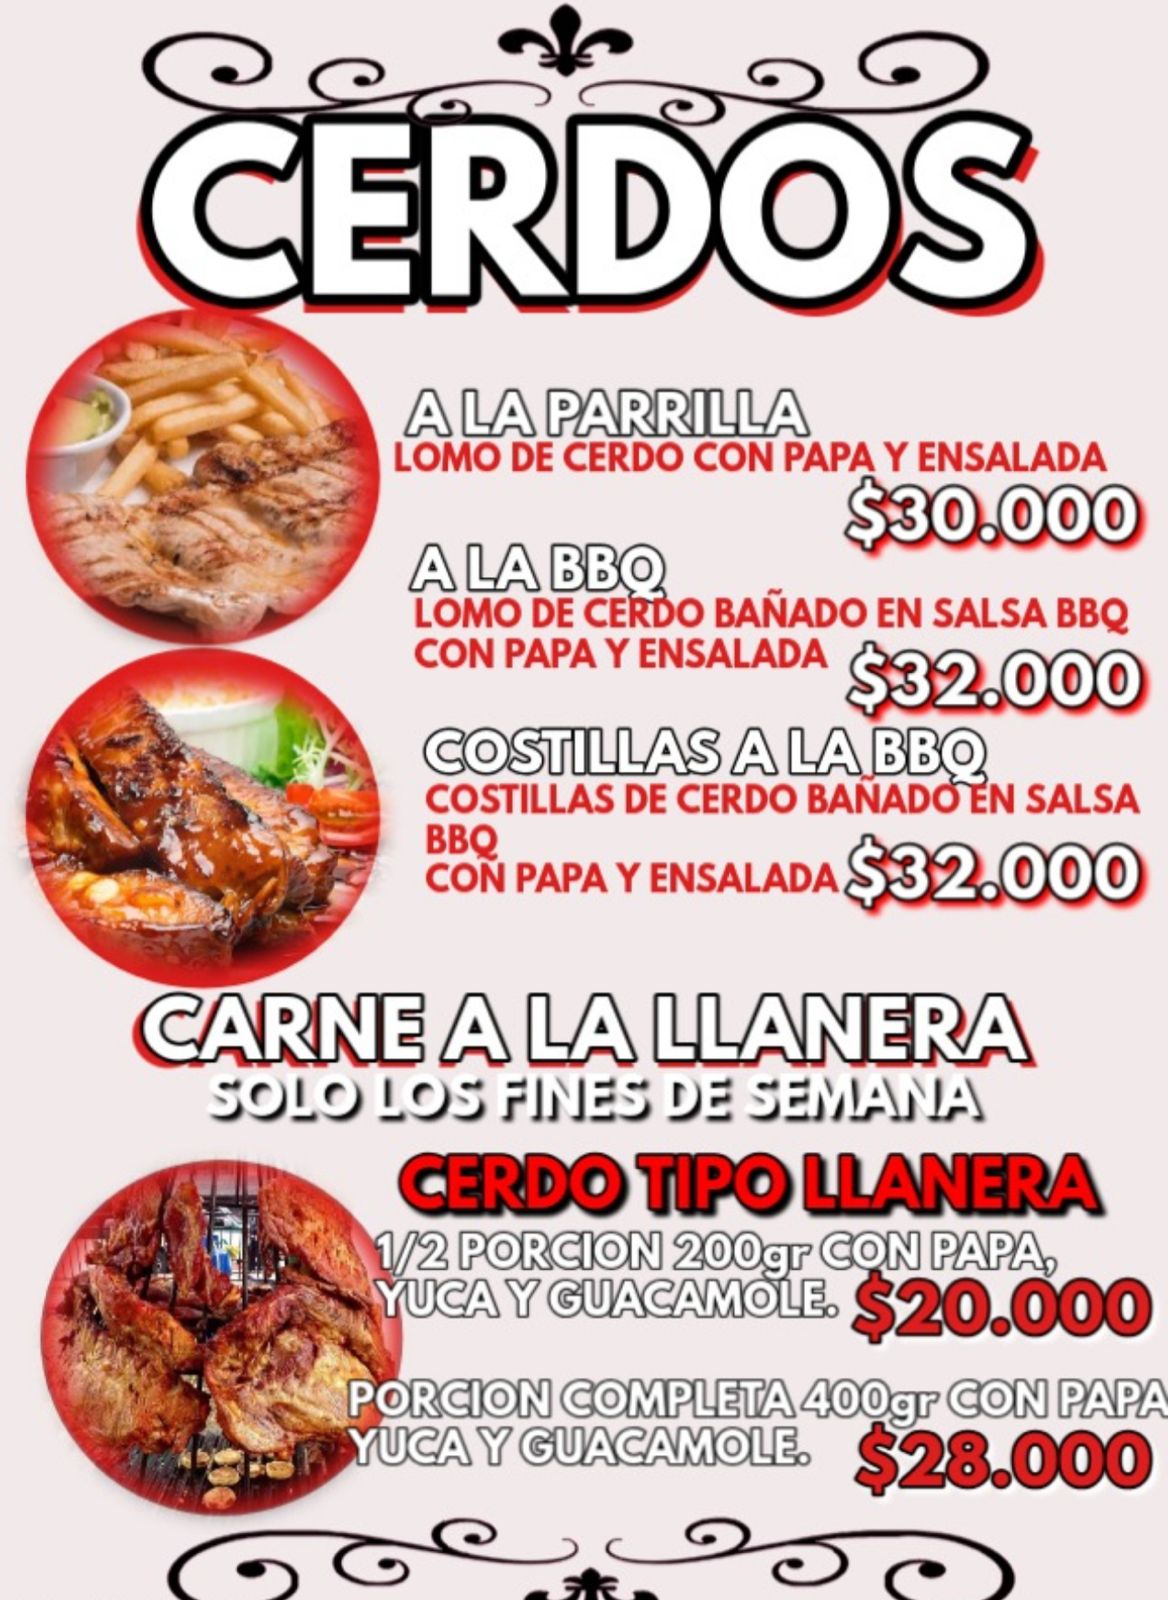 CERDOS
A LA PARRILLA
LOMO DE CERDO CON PAPA Y ENSALADA
$30.000
A LA BBQ
LOMO DE CERDO BAÑADO EN SALSA BBQ
CON PAPA Y ENSALADA
$32.000
COSTILLAS A LA BBQ
COSTILLAS DE CERDO BAÑADO EN SALSA
BBQ
CON PAPA Y ENSALADA
$32.000
CARNE A LA LLANERA
SOLO LOS FINES DE SEMANA
CERDO TIPO LLANERA
1/2 PORCION 200gr CON PAPA,
YUCA Y GUACAMOLE.
$20.000
PORCION COMPLETA 400gr CON PAPA
YUCA Y GUACAMOLE.
$28.000